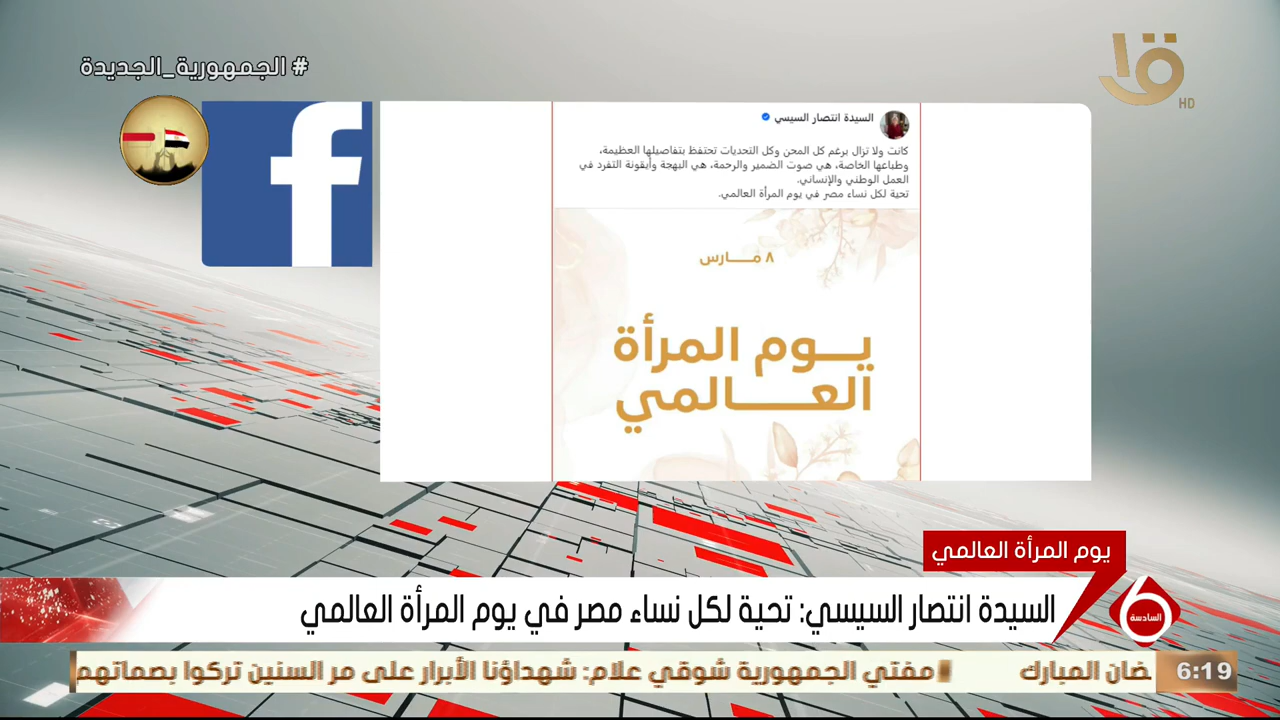 #الجمهورية_الجديدة
HD
السيدة انتصار السيسي
كانت ولا تزال برغم كل المحن وكل التحديات تحتفظ بتفاصيلها العظيمة،
وطباعها الخاصة، هي صوت الضمير والرحمة، هي البهجة وأيقونة التفرد في
العمل الوطني والإنساني.
تحية لكل نساء مصر في يوم المرأة العالمي.
٨ مـــارس
يـــوم المرأة
العـــــالمي
يوم المرأة العالمي
السيدة انتصار السيسي: تحية لكل نساء مصر في يوم المرأة العالمي
السادسة
6:19
ضان المبارك
مفتي الجمهورية شوقي علام: شهداؤنا الأبرار على مر السنين تركوا بصماتهم